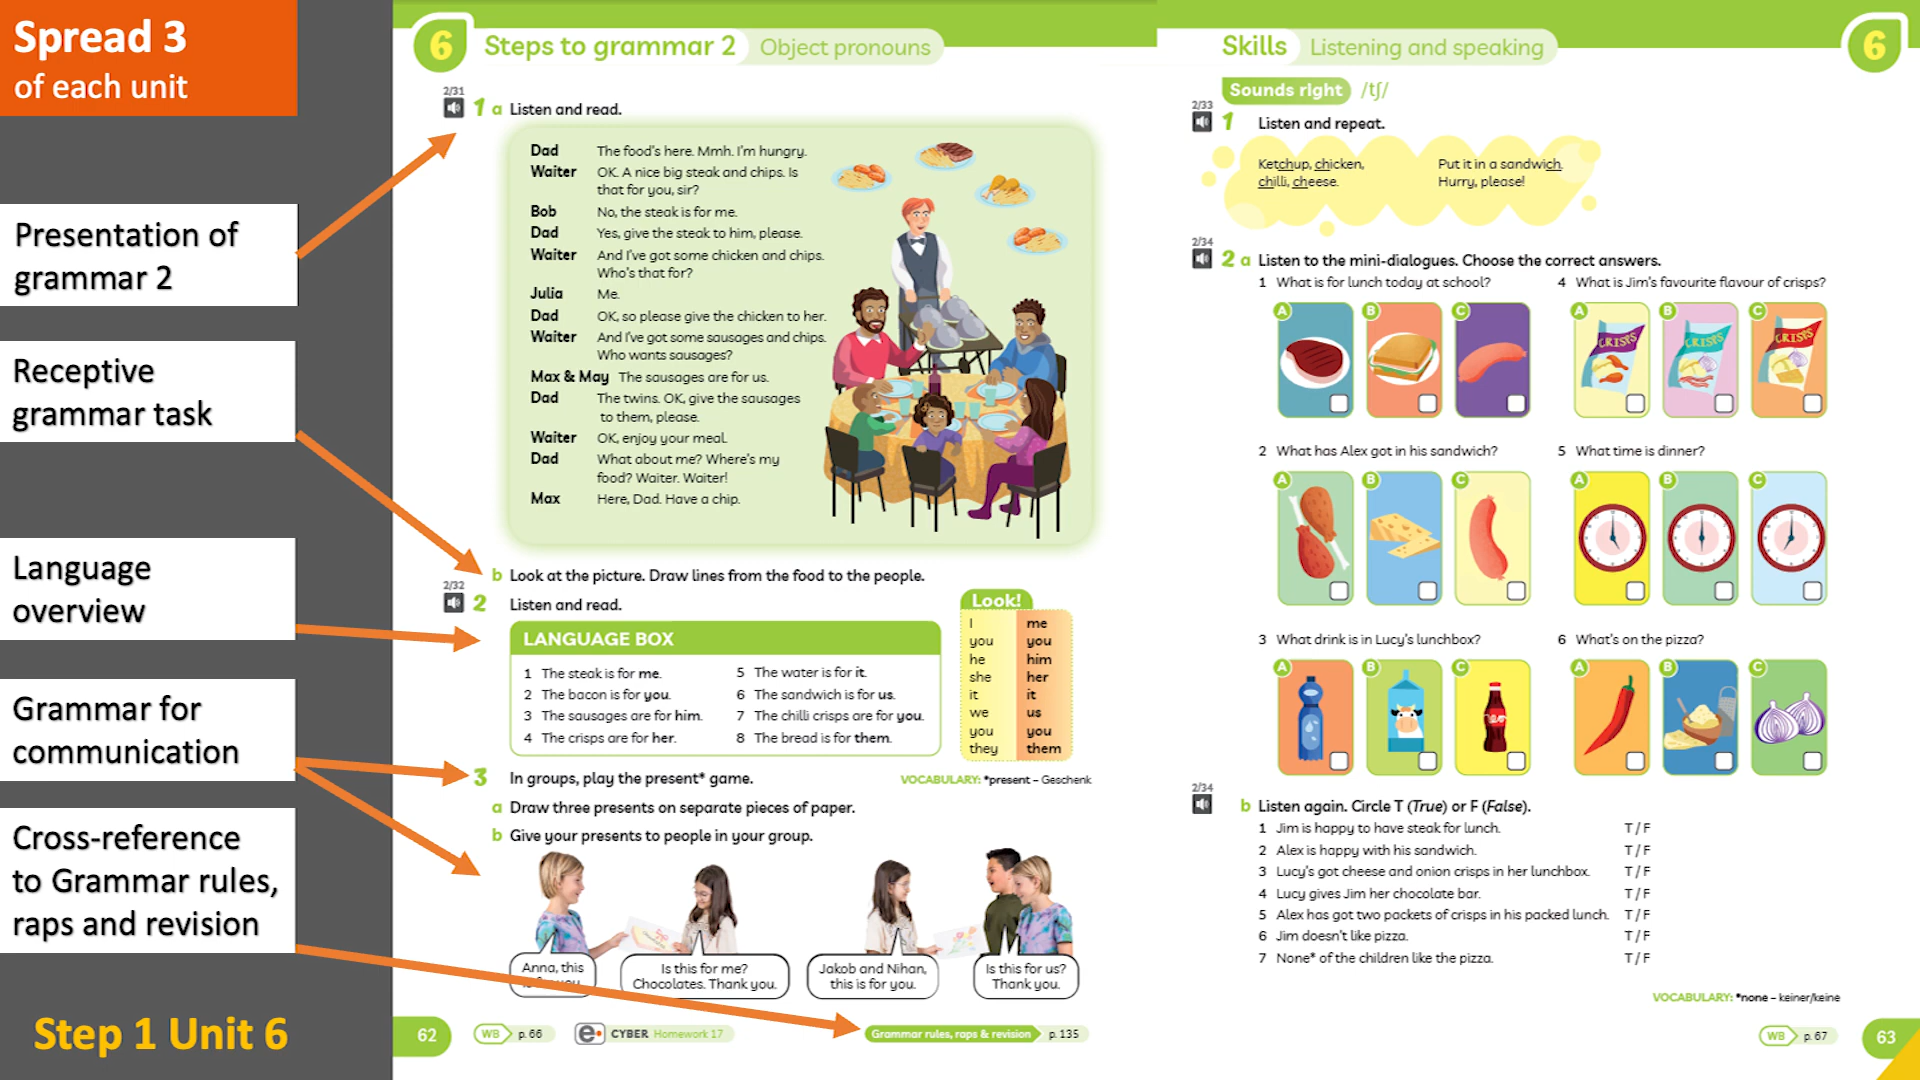 Spread 3
of each unit
Presentation of
grammar 2
Receptive
grammar task
Language
overview
Grammar for
communication
Cross-reference
to Grammar rules,
raps and revision
Step 1 Unit 6
6 Steps to grammar 2 Object pronouns
2/31
1 a Listen and read.
Dad The food's here. Mmh. I'm hungry.
Waiter OK. A nice big steak and chips. Is
that for you, sir?
Bob No, the steak is for me.
Dad Yes, give the steak to him, please.
Waiter And I've got some chicken and chips.
Who's that for?
Julia Me.
Dad OK, so please give the chicken to her.
Waiter And I've got some sausages and chips.
Who wants sausages?
Max & May The sausages are for us.
Dad The twins. OK, give the sausages
to them, please.
Waiter OK, enjoy your meal.
Dad What about me? Where's my
food? Waiter. Waiter!
Max Here, Dad. Have a chip.
b Look at the picture. Draw lines from the food to the people.
2/32
2 Listen and read.
LANGUAGE BOX
1 The steak is for me.
2 The bacon is for you.
3 The sausages are for him.
4 The crisps are for her.
5 The water is for it.
6 The sandwich is for us.
7 The chilli crisps are for you.
8 The bread is for them.
Look!
I me
you you
he him
she her
it it
we us
you you
they them
3 In groups, play the present* game.
VOCABULARY: *present – Geschenk
a Draw three presents on separate pieces of paper.
b Give your presents to people in your group.
Anna, this
is for you.
Is this for me?
Chocolates. Thank you.
Jakob and Nihan,
this is for you.
Is this for us?
Thank you.
62 WB p. 66 e CYBER Homework 17 Grammar rules, raps & revision p. 135
Skills Listening and speaking 6
Sounds right /tʃ/
2/33
1 Listen and repeat.
Ketchup, chicken,
chilli, cheese.
Put it in a sandwich.
Hurry, please!
2/34
2 a Listen to the mini-dialogues. Choose the correct answers.
1 What is for lunch today at school?
A B C
2 What has Alex got in his sandwich?
A B C
3 What drink is in Lucy's lunchbox?
A B C
4 What is Jim's favourite flavour of crisps?
A B C
CRISPS CRISPS CRISPS
5 What time is dinner?
A B C
6 What's on the pizza?
A B C
2/34
b Listen again. Circle T (True) or F (False).
1 Jim is happy to have steak for lunch. T / F
2 Alex is happy with his sandwich. T / F
3 Lucy's got cheese and onion crisps in her lunchbox. T / F
4 Lucy gives Jim her chocolate bar. T / F
5 Alex has got two packets of crisps in his packed lunch. T / F
6 Jim doesn't like pizza. T / F
7 None* of the children like the pizza. T / F
VOCABULARY: *none – keiner/keine
WB p. 67 63